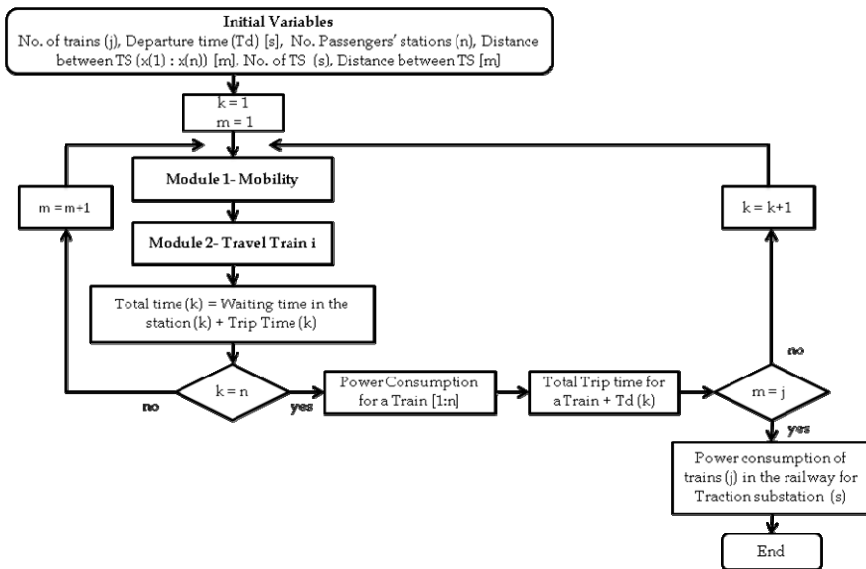 Initial Variables
No. of trains (j), Departure time (Td) [s], No. Passengers' stations (n), Distance
between TS (x(1) : x(n)) [m]. No. of TS (s), Distance between TS [m]
k = 1
m = 1
Module 1- Mobility
m = m+1
k = k+1
Module 2- Travel Train i
Total time (k) = Waiting time in the
station (k) + Trip Time (k)
no
k = n
yes
Power Consumption
for a Train [1:n]
Total Trip time for
a Train + Td (k)
m = j
no
yes
Power consumption of
trains (j) in the railway for
Traction substation (s)
End